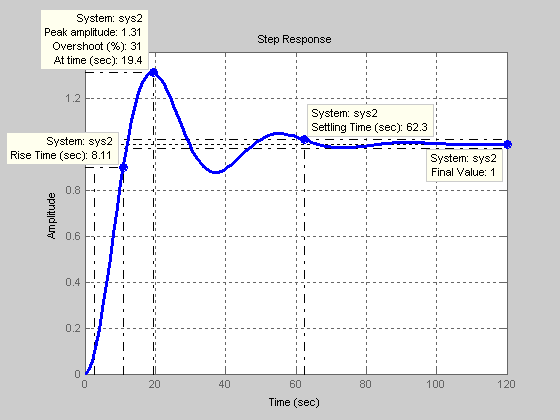 System: sys2
Peak amplitude: 1.31
Overshoot (%): 31
At time (sec): 19.4
Step Response
System: sys2
Settling Time (sec): 62.3
System: sys2
Rise Time (sec): 8.11
System: sys2
Final Value: 1
Amplitude
1.2
1
0.8
0.6
0.4
0.2
0
0
20
40
60
80
100
120
Time (sec)